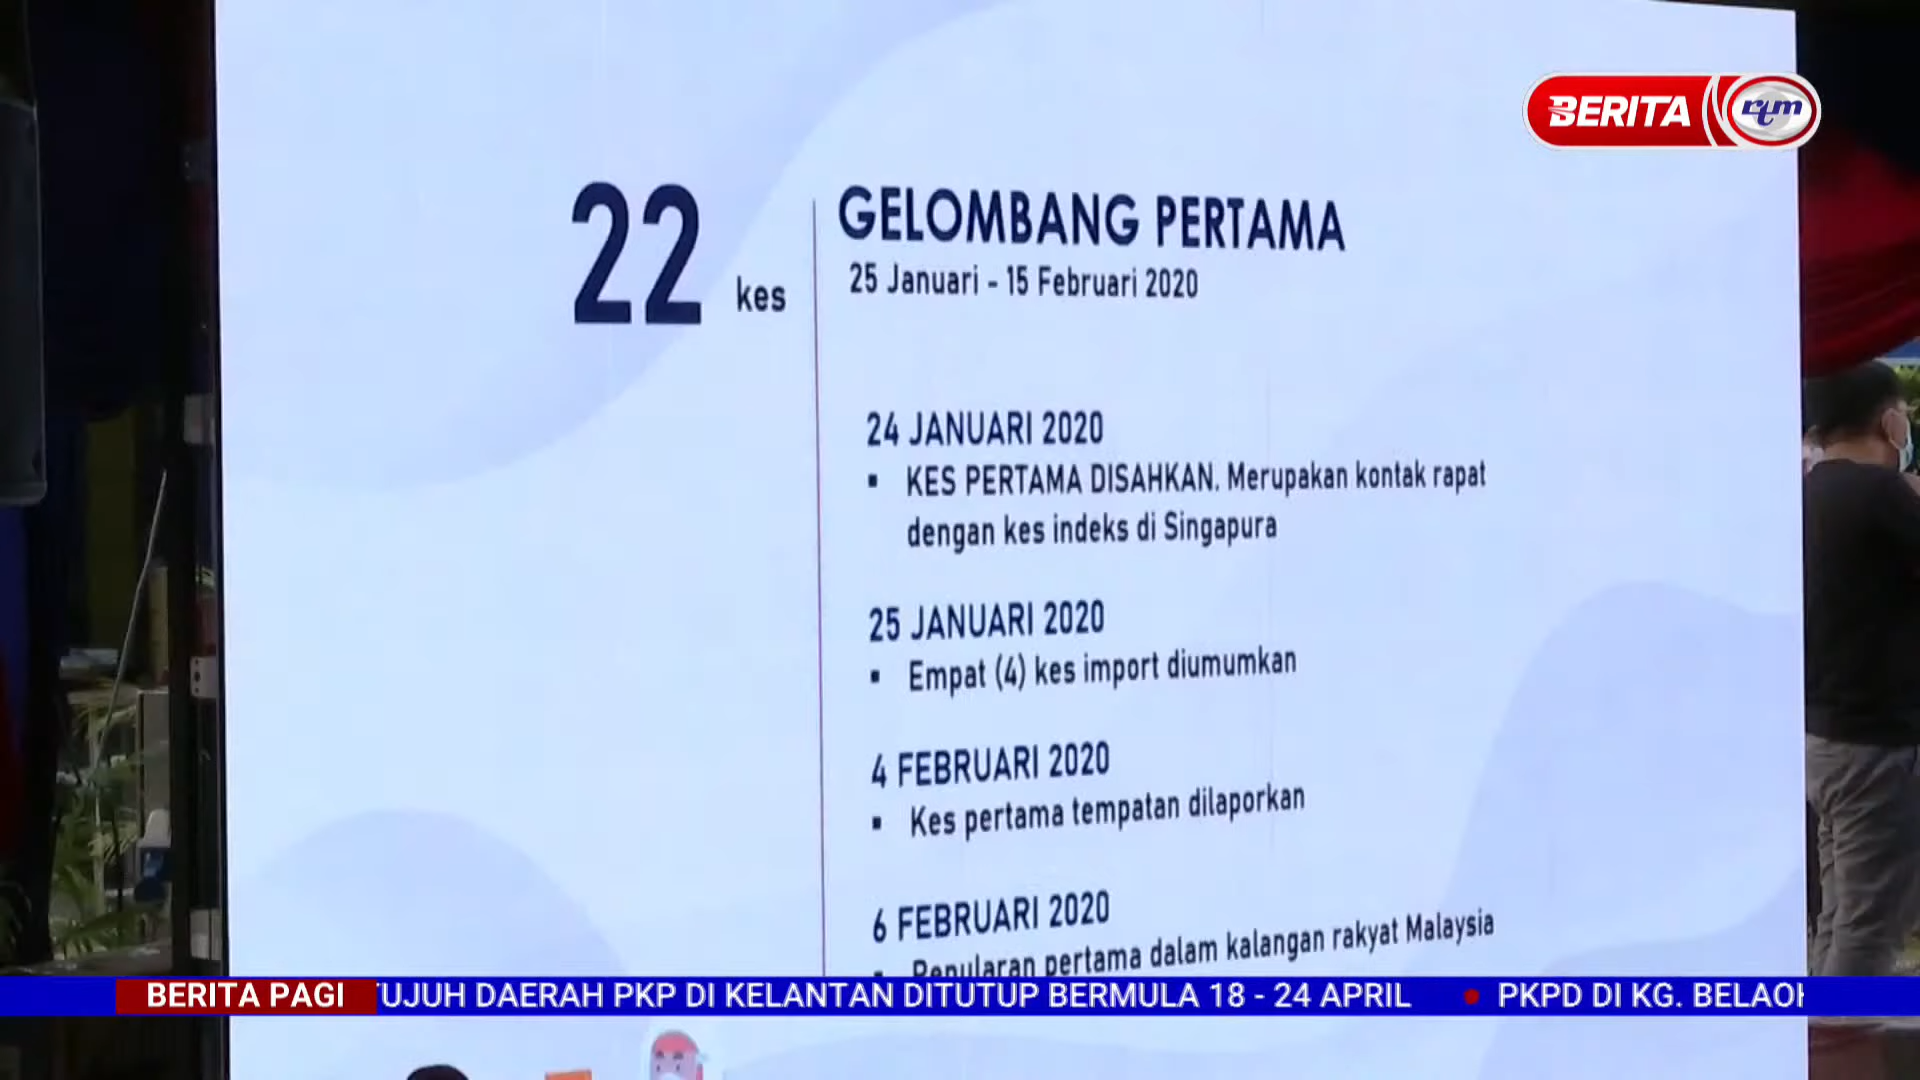 BERITA rtm
22 kes
GELOMBANG PERTAMA
25 Januari - 15 Februari 2020
24 JANUARI 2020
▪ KES PERTAMA DISAHKAN. Merupakan kontak rapat
dengan kes indeks di Singapura
25 JANUARI 2020
▪ Empat (4) kes import diumumkan
4 FEBRUARI 2020
▪ Kes pertama tempatan dilaporkan
6 FEBRUARI 2020
▪ Penularan pertama dalam kalangan rakyat Malaysia
BERITA PAGI TUJUH DAERAH PKP DI KELANTAN DITUTUP BERMULA 18 - 24 APRIL • PKPD DI KG.